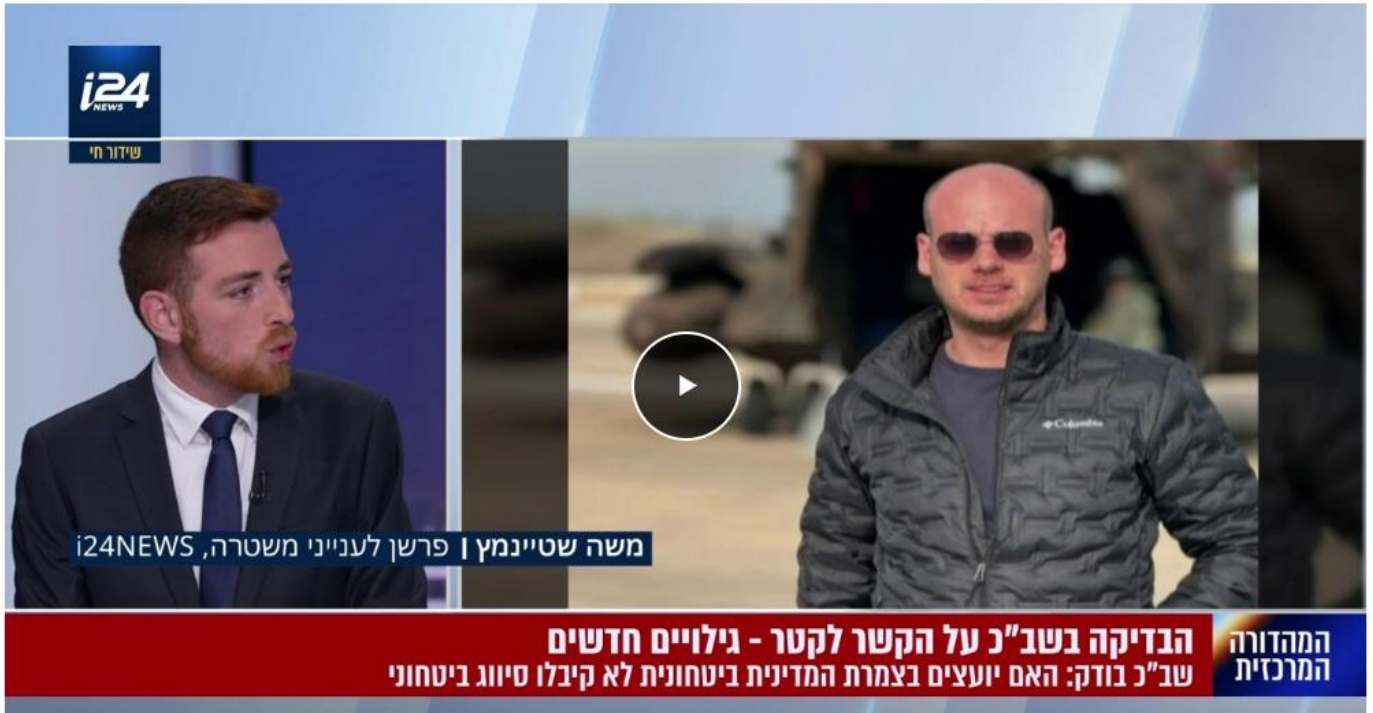 i24
NEWS
שידור חי
Columbia
משה שטיינמץ | פרשן לענייני משטרה, i24NEWS
המהדורה
המרכזית
הבדיקה בשב"כ על הקשר לקטר - גילויים חדשים
שב"כ בודק: האם יועצים בצמרת המדינית ביטחונית לא קיבלו סיווג ביטחוני